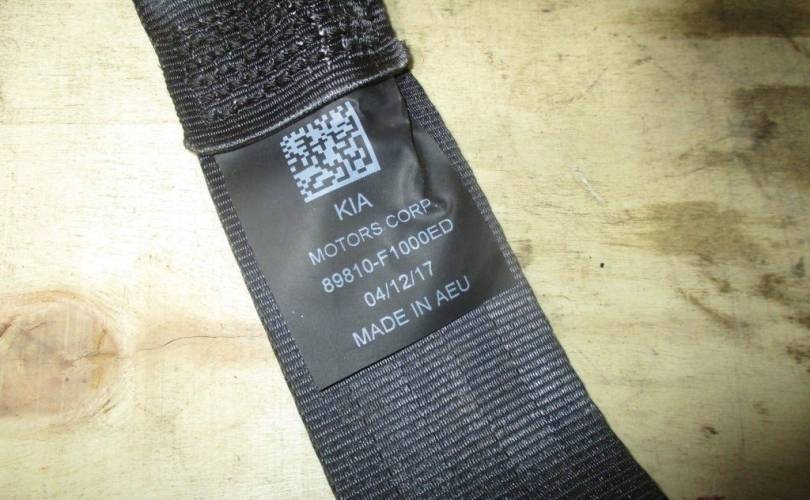 KIA
MOTORS CORP.
89810-F1000ED
04/12/17
MADE IN AEU